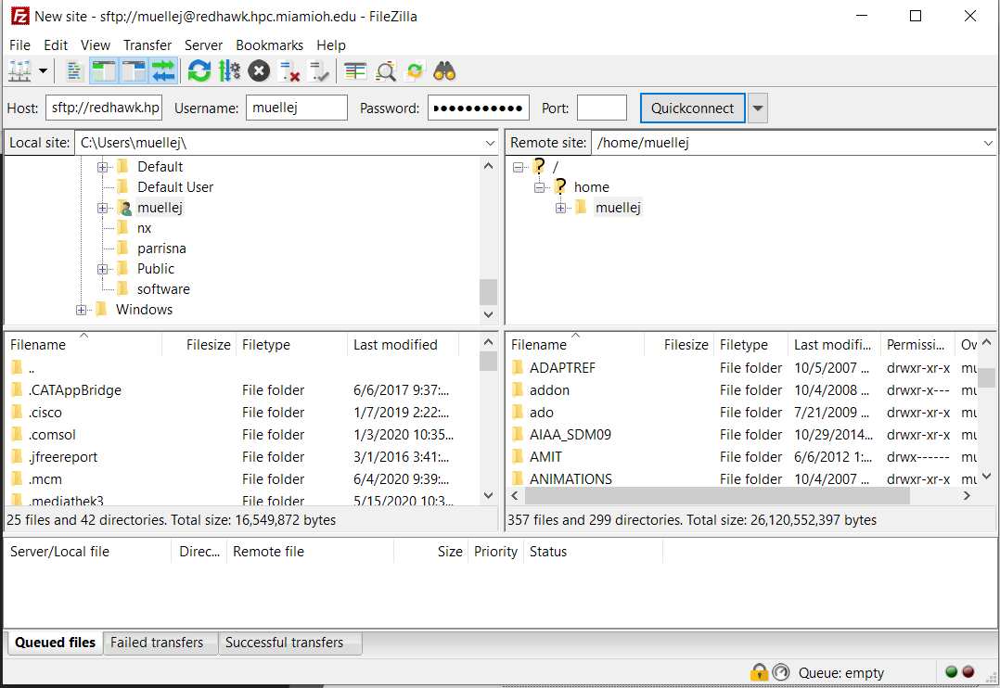 New site - sftp://muellej@redhawk.hpc.miamioh.edu - FileZilla
File Edit View Transfer Server Bookmarks Help
Host: sftp://redhawk.hp Username: muellej Password: ●●●●●●●●●●● Port: Quickconnect
Local site: C:\Users\muellej\
Default
Default User
muellej
nx
parrisna
Public
software
Windows
Remote site: /home/muellej
? /
? home
muellej
Filename Filesize Filetype Last modified
..
.CATAppBridge File folder 6/6/2017 9:37:...
.cisco File folder 1/7/2019 2:22:...
.comsol File folder 1/3/2020 10:35...
.jfreereport File folder 3/1/2016 3:41:...
.mcm File folder 6/4/2020 9:39:...
.mediathek3 File folder 5/15/2020 10:3...
25 files and 42 directories. Total size: 16,549,872 bytes
Filename Filesize Filetype Last modifi... Permissi... Ow
ADAPTREF File folder 10/5/2007 ... drwxr-xr-x mu
addon File folder 10/4/2008 ... drwxr-x--- mu
ado File folder 7/21/2009 ... drwxr-xr-x mu
AIAA_SDM09 File folder 10/29/2014... drwxr-xr-x mu
AMIT File folder 6/6/2012 1:... drwx------ mu
ANIMATIONS File folder 10/4/2007 ... drwxr-xr-x mu
357 files and 299 directories. Total size: 26,120,552,397 bytes
Server/Local file Direc... Remote file Size Priority Status
Queued files Failed transfers Successful transfers
Queue: empty